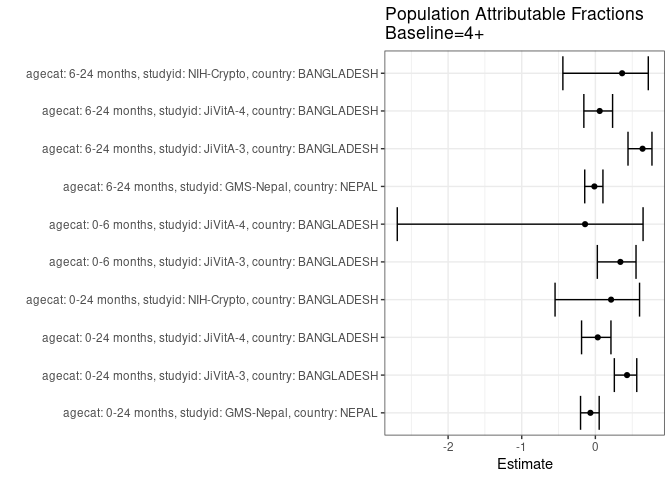 Population Attributable Fractions
Baseline=4+
agecat: 6-24 months, studyid: NIH-Crypto, country: BANGLADESH
agecat: 6-24 months, studyid: JiVitA-4, country: BANGLADESH
agecat: 6-24 months, studyid: JiVitA-3, country: BANGLADESH
agecat: 6-24 months, studyid: GMS-Nepal, country: NEPAL
agecat: 0-6 months, studyid: JiVitA-4, country: BANGLADESH
agecat: 0-6 months, studyid: JiVitA-3, country: BANGLADESH
agecat: 0-24 months, studyid: NIH-Crypto, country: BANGLADESH
agecat: 0-24 months, studyid: JiVitA-4, country: BANGLADESH
agecat: 0-24 months, studyid: JiVitA-3, country: BANGLADESH
agecat: 0-24 months, studyid: GMS-Nepal, country: NEPAL
-2 -1 0
Estimate